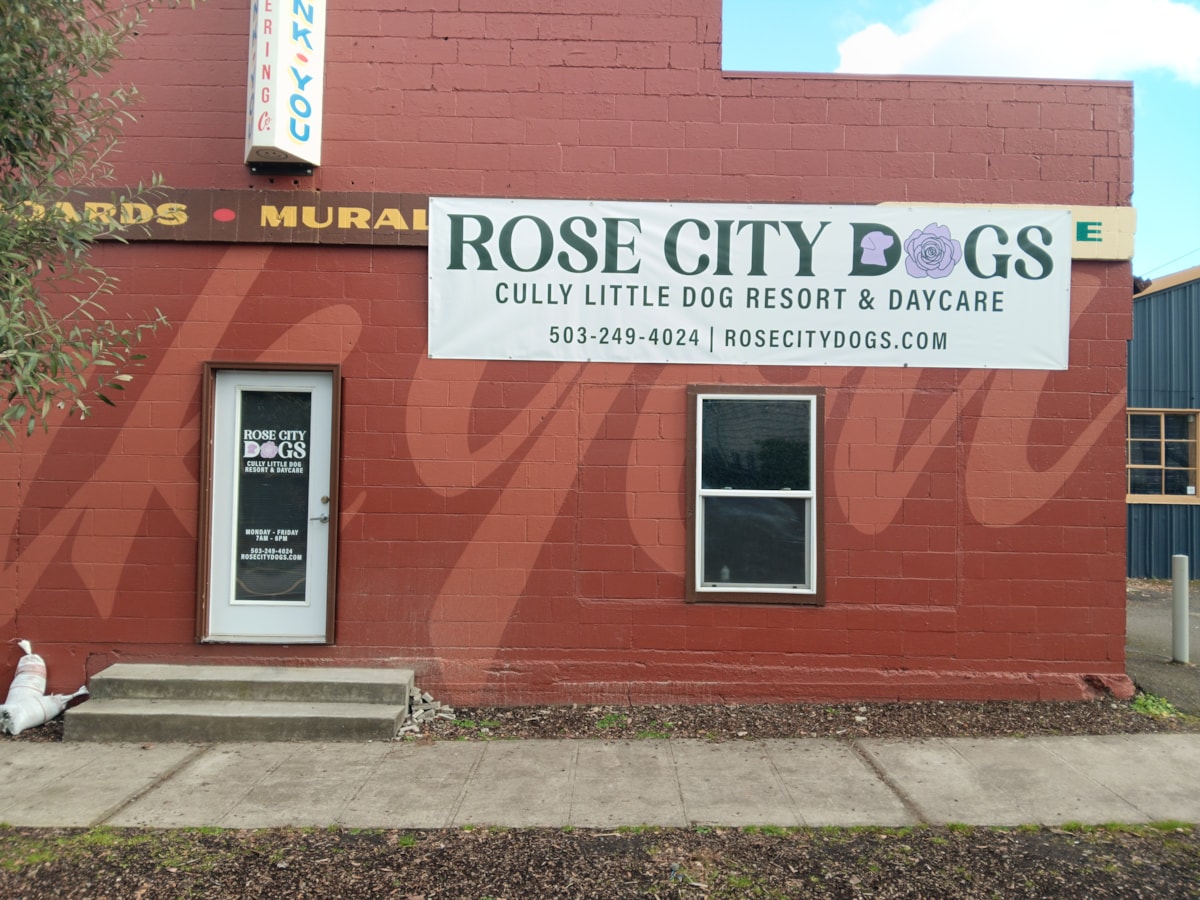 ERING Co.
NK•YOU
OARDS • MURAL
ROSE CITY DOGS
CULLY LITTLE DOG RESORT & DAYCARE
503-249-4024 | ROSECITYDOGS.COM
E
ROSE CITY
DOGS
CULLY LITTLE DOG
RESORT & DAYCARE
MONDAY - FRIDAY
7AM - 6PM
503-249-4024
ROSECITYDOGS.COM